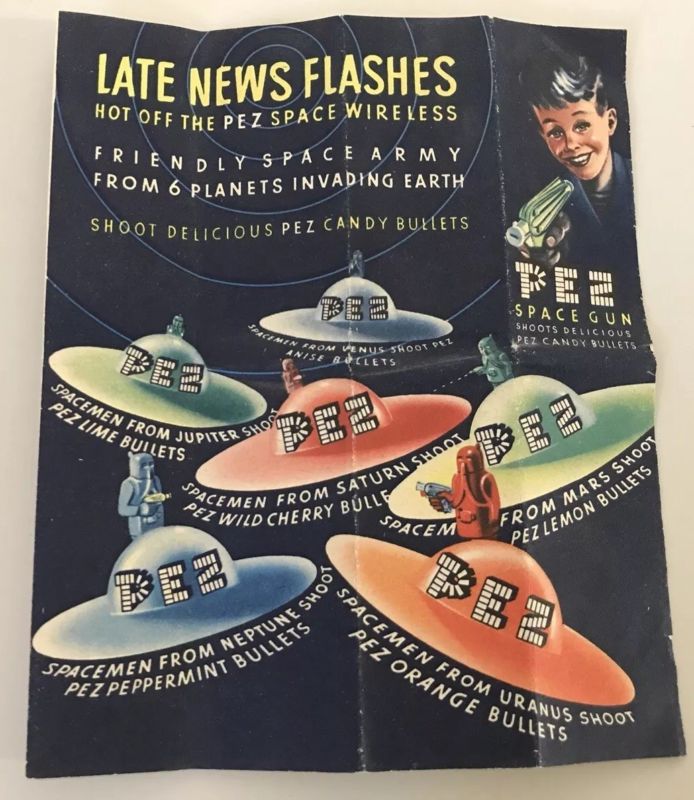 LATE NEWS FLASHES
HOT OFF THE PEZ SPACE WIRELESS
FRIENDLY SPACE ARMY
FROM 6 PLANETS INVADING EARTH
SHOOT DELICIOUS PEZ CANDY BULLETS
PEZ
SPACE GUN
SHOOTS DELICIOUS
PEZ CANDY BULLETS
PEZ
SPACEMEN FROM VENUS SHOOT PEZ
ANISE BULLETS
PEZ
SPACEMEN FROM JUPITER SHOOT
PEZ LIME BULLETS
PEZ
SPACEMEN FROM SATURN SHOOT
PEZ WILD CHERRY BULLE
PEZ
SPACEM FROM MARS SHOOT
PEZ LEMON BULLETS
PEZ
SPACEMEN FROM NEPTUNE SHOOT
PEZ PEPPERMINT BULLETS
PEZ
SPACEMEN FROM URANUS SHOOT
PEZ ORANGE BULLETS